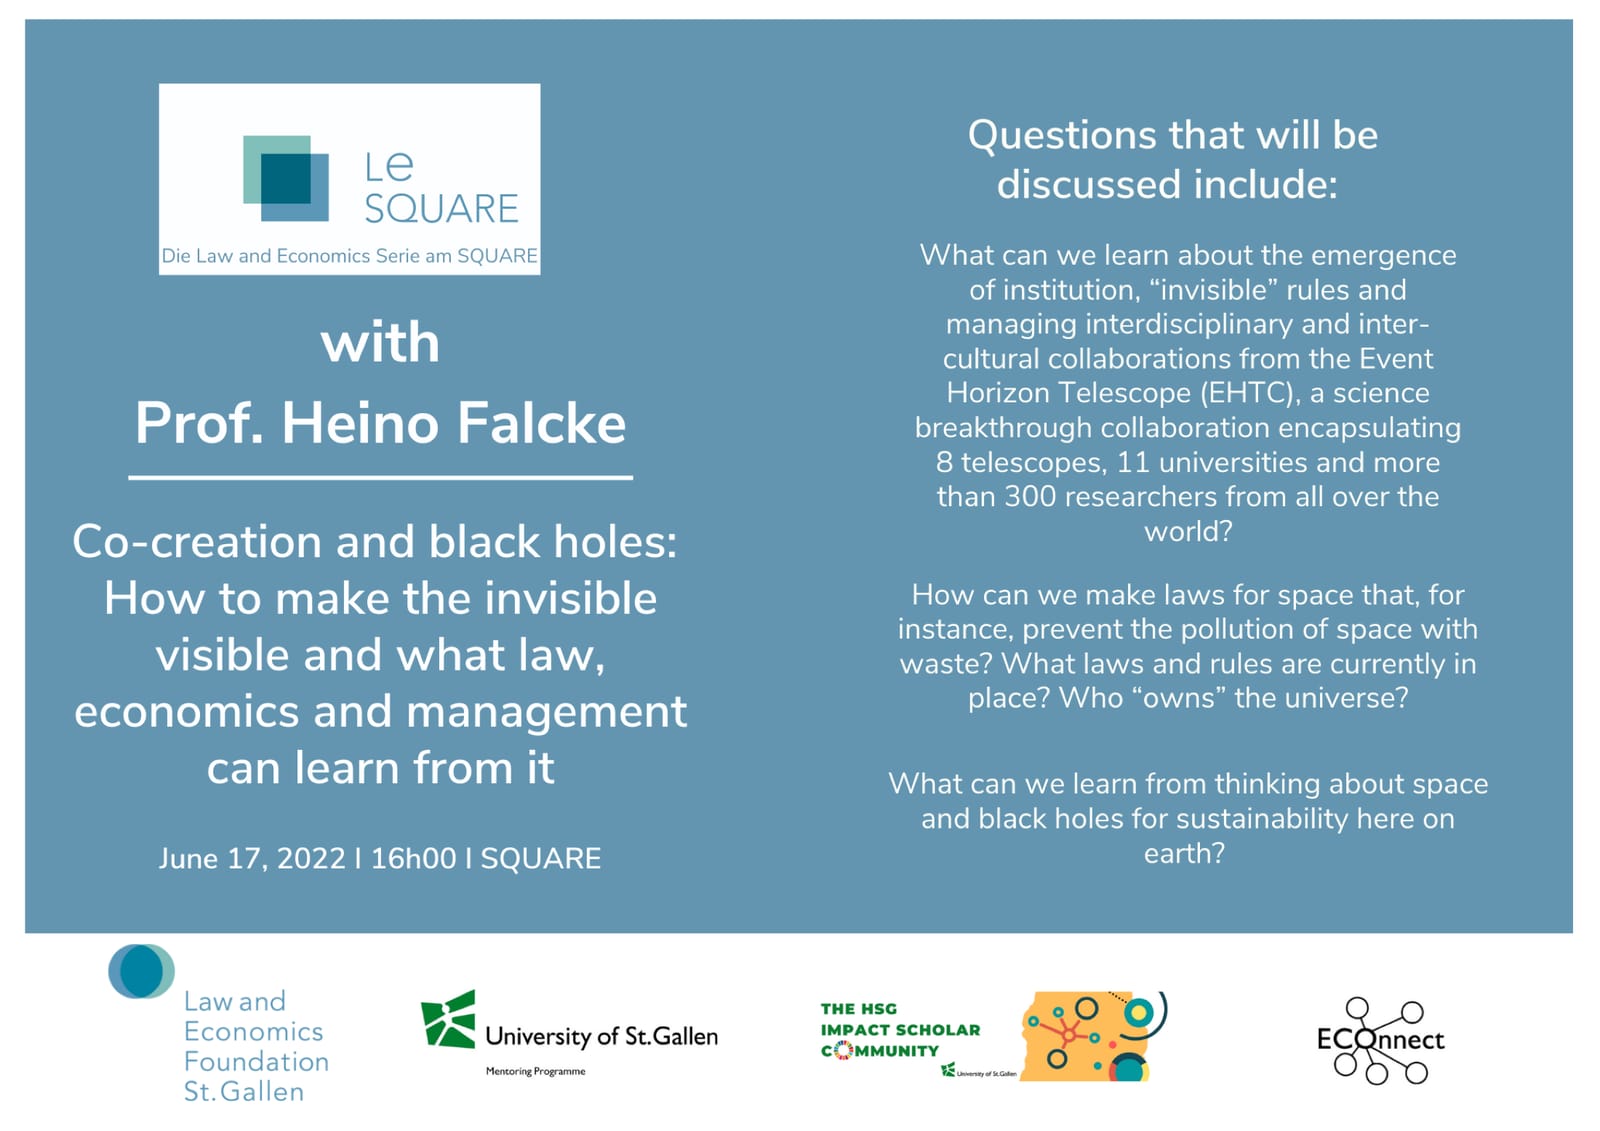 Le
SQUARE
Die Law and Economics Serie am SQUARE
with
Prof. Heino Falcke
Co-creation and black holes:
How to make the invisible
visible and what law,
economics and management
can learn from it
June 17, 2022 I 16h00 I SQUARE
Questions that will be
discussed include:
What can we learn about the emergence
of institution, “invisible” rules and
managing interdisciplinary and inter-
cultural collaborations from the Event
Horizon Telescope (EHTC), a science
breakthrough collaboration encapsulating
8 telescopes, 11 universities and more
than 300 researchers from all over the
world?
How can we make laws for space that, for
instance, prevent the pollution of space with
waste? What laws and rules are currently in
place? Who “owns” the universe?
What can we learn from thinking about space
and black holes for sustainability here on
earth?
Law and
Economics
Foundation
St. Gallen
University of St.Gallen
Mentoring Programme
THE HSG
IMPACT SCHOLAR
COMMUNITY
University of St.Gallen
ECOnnect